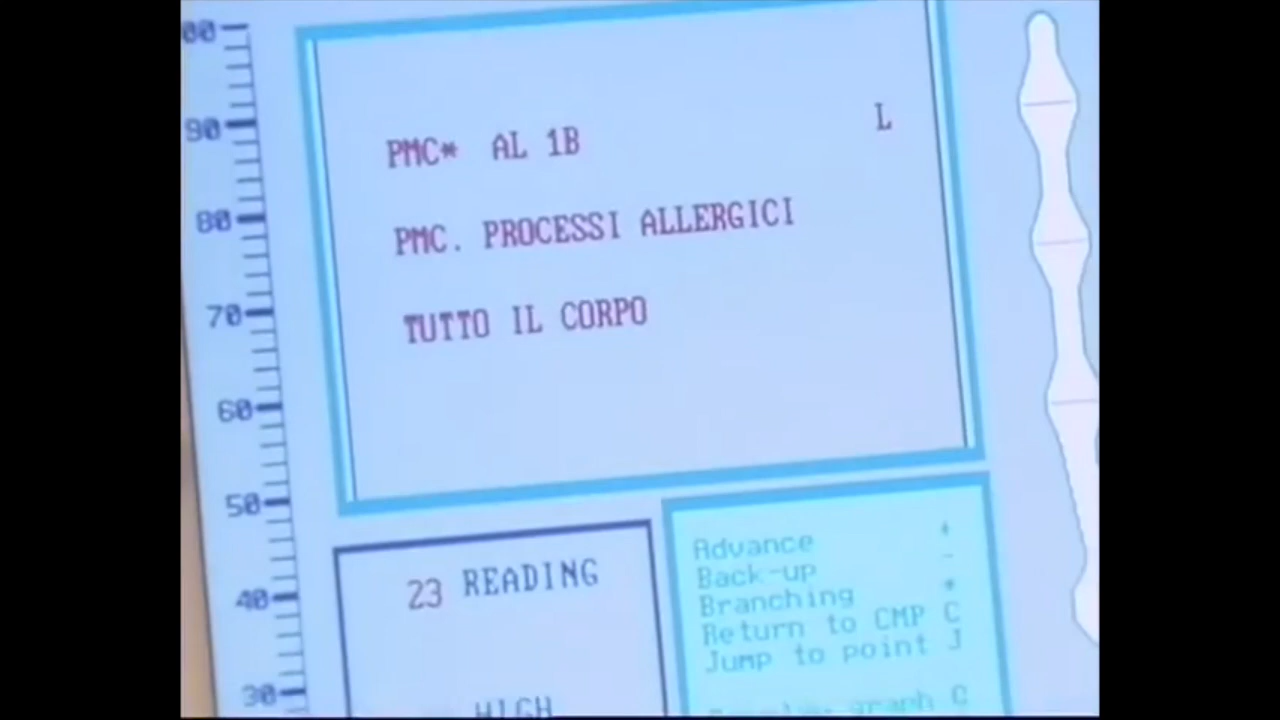 90
80
70
60
50
40
30
PMC* AL 1B L
PMC. PROCESSI ALLERGICI
TUTTO IL CORPO
23 READING
HIGH
Advance +
Back-up -
Branching *
Return to CMP C
Jump to point J
graph C